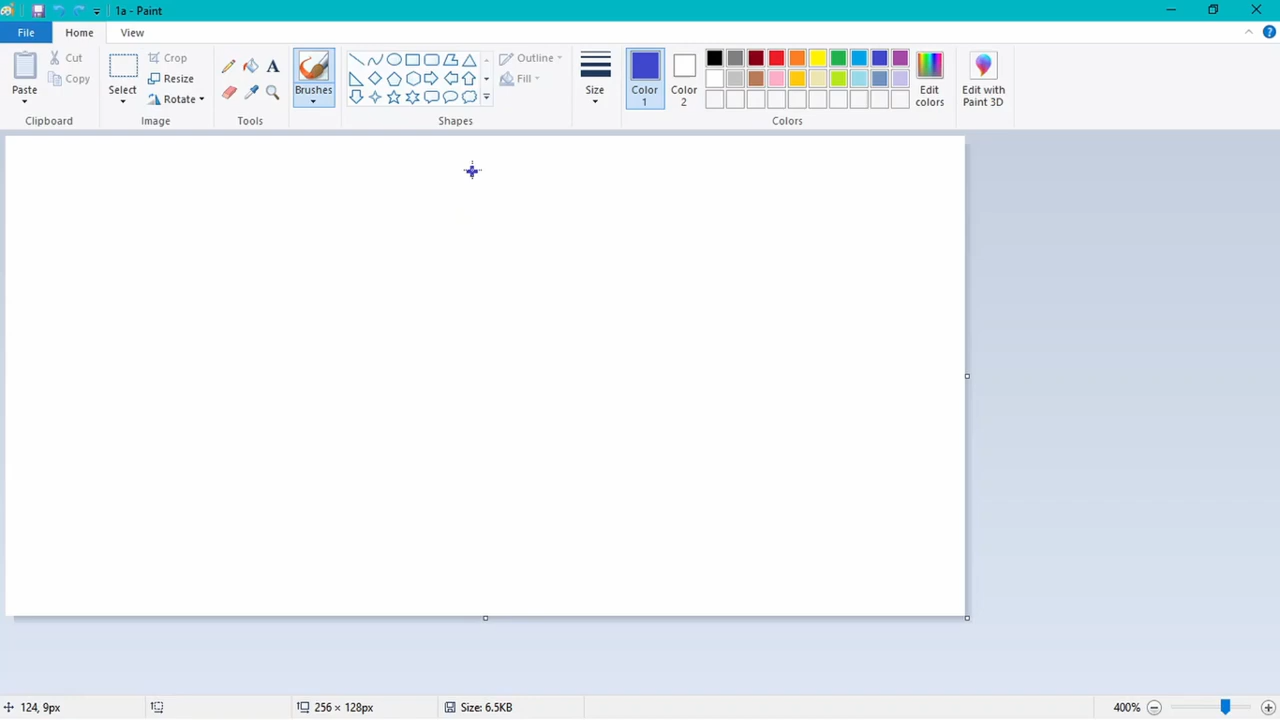 1a - Paint
File Home View
Paste Cut Copy
Select Crop Resize Rotate
A
Brushes
Outline Fill
Size
Color 1 Color 2
Edit colors
Edit with Paint 3D
Clipboard Image Tools Shapes Colors
124, 9px 256 × 128px Size: 6.5KB 400%